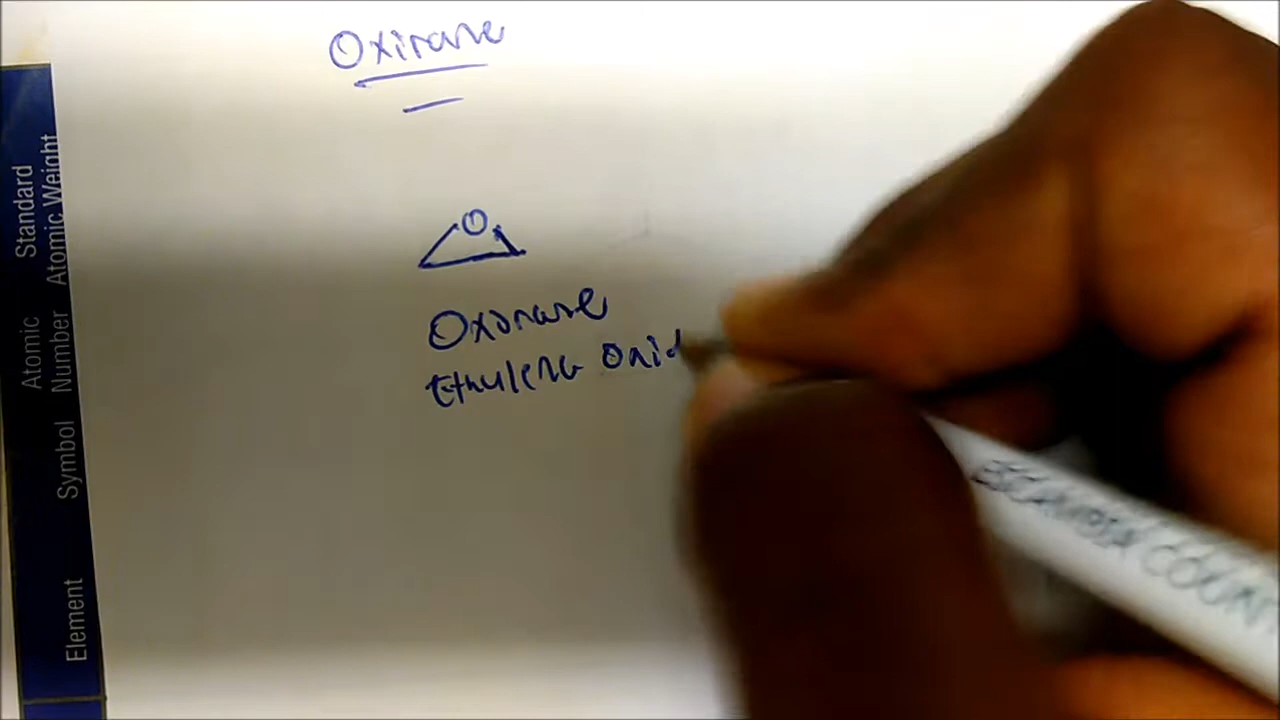 Oxirane
O
Oxirane
Ethylene Oxid
Standard
Atomic Weight
Atomic
Number
Symbol
Element